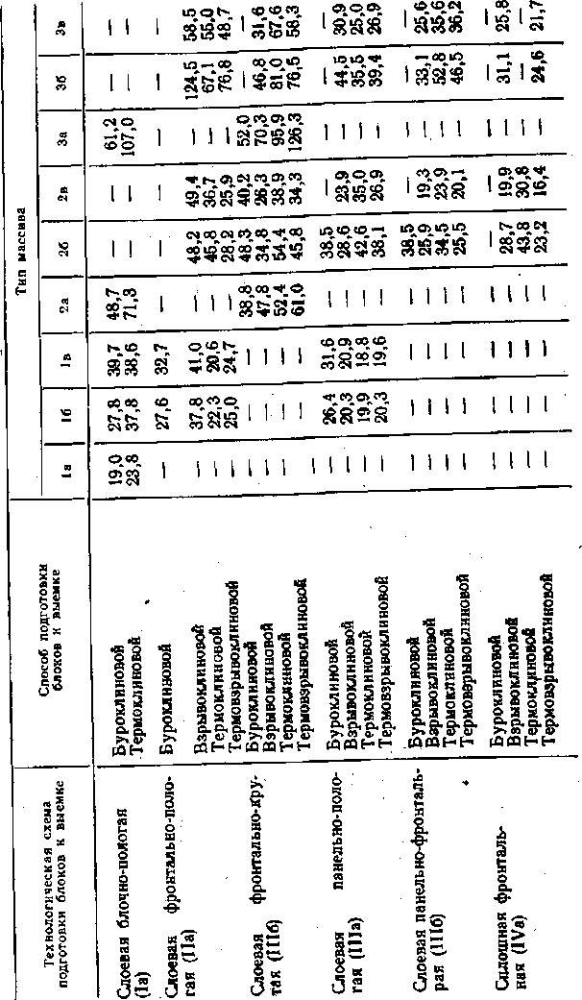 Технологическая схема подготовки блоков к выемке
Способ подготовки блоков к выемке
Тип массива
1а 1б 1в 2а 2б 2в 3а 3б 3в
Слоевая блочно-пологая (Iа)
Буроклиновой 19,0 27,8 39,7 48,7 — — 61,2 — —
Термоклиновой 23,8 37,8 38,6 71,3 — — 107,0 — —
Слоевая фронтально-пологая (IIа)
Буроклиновой — 27,6 32,7 — — — — — —
Взрывоклиновой — 37,8 41,0 — 48,2 49,4 — 124,5 58,5
Термоклиновой — 22,3 20,6 — 45,8 36,7 — 67,1 55,0
Термовзрывоклиновой — 25,0 24,7 — 28,2 25,9 — 76,8 48,7
Слоевая фронтально-крутая (IIIб)
Буроклиновой — — — 38,8 48,3 40,2 52,0 — —
Взрывоклиновой — — — 47,8 34,8 26,3 70,3 46,8 31,6
Термоклиновой — — — 52,4 54,4 38,9 95,9 81,0 67,6
Термовзрывоклиновой — — — 61,0 45,8 34,3 126,3 76,5 58,3
Слоевая панельно-пологая (IIIа)
Буроклиновой — 26,4 31,6 — 38,5 — — — —
Взрывоклиновой — 20,3 20,9 — 28,6 23,9 — 44,5 30,9
Термоклиновой — 19,9 18,8 — 42,6 35,0 — 35,5 25,0
Термовзрывоклиновой — 20,3 19,6 — 38,1 26,9 — 39,4 26,9
Слоевая панельно-фронтальная (IIIб)
Буроклиновой — — — — 38,5 — — — —
Взрывоклиновой — — — — 25,9 19,3 — 33,1 25,6
Термоклиновой — — — — 34,5 23,9 — 52,8 35,6
Термовзрывоклиновой — — — — 25,5 20,1 — 46,5 36,2
Сплошная фронтальная (IVа)
Буроклиновой — — — — — — — — —
Взрывоклиновой — — — — 28,7 19,9 — 31,1 25,8
Термоклиновой — — — — 43,8 30,8 — — —
Термовзрывоклиновой — — — — 23,2 16,4 — 24,6 21,7